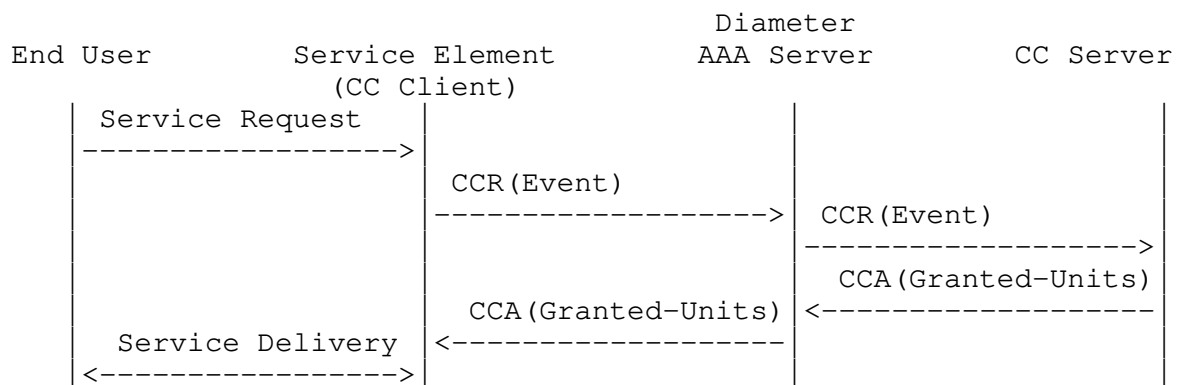 Diameter
End User Service Element AAA Server CC Server
(CC Client)
Service Request
CCR(Event)
CCR(Event)
CCA(Granted-Units)
CCA(Granted-Units)
Service Delivery